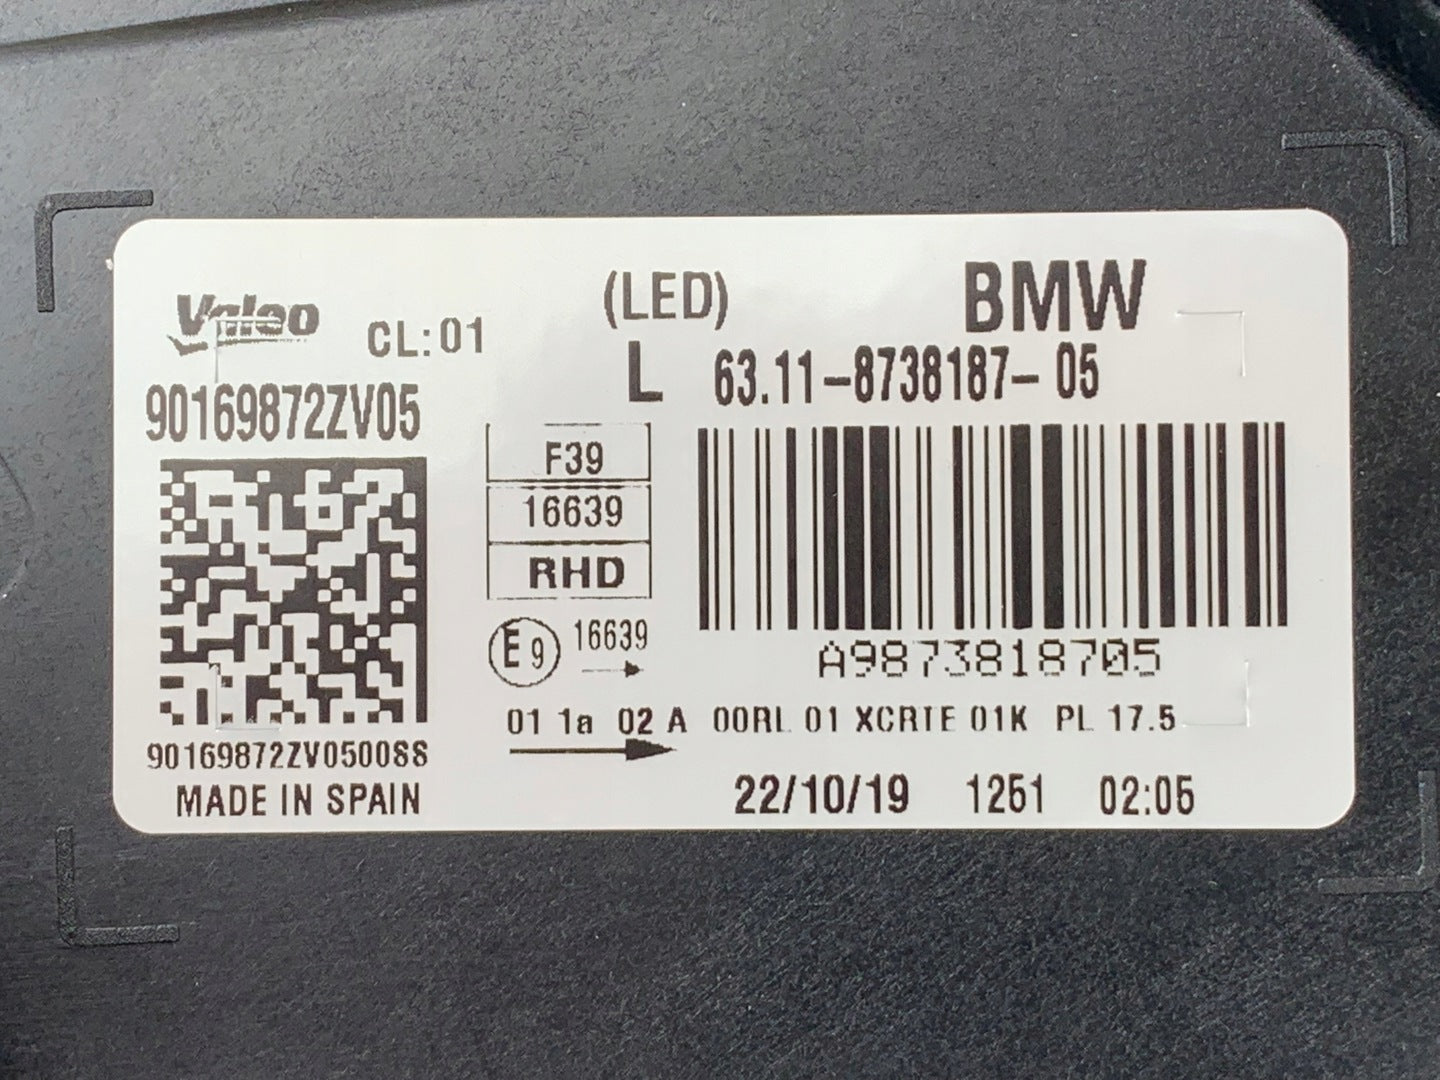 Valeo CL:01 (LED) BMW
L 63.11-8738187-05
90169872ZV05
F39
16639
RHD
E9 16639
A9873818705
01 1a 02 A 00RL 01 XCRTE 01K PL 17.5
90169872ZV050088
MADE IN SPAIN
22/10/19 1251 02:05